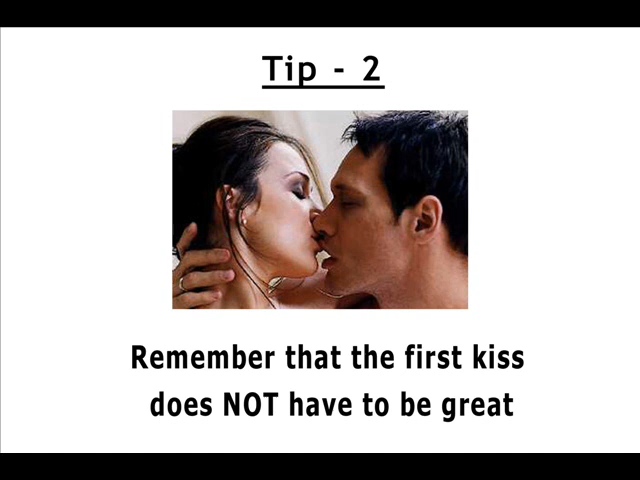 Tip - 2
Remember that the first kiss
does NOT have to be great